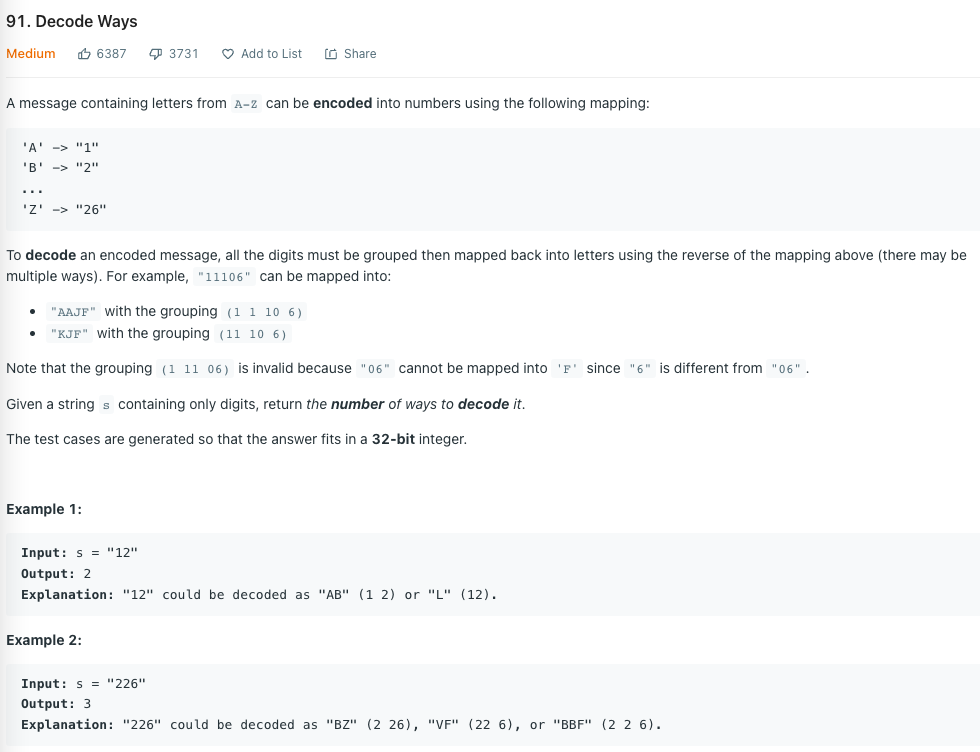 91. Decode Ways
Medium 6387 3731 Add to List Share
A message containing letters from A-Z can be encoded into numbers using the following mapping:
'A' -> "1"
'B' -> "2"
...
'Z' -> "26"
To decode an encoded message, all the digits must be grouped then mapped back into letters using the reverse of the mapping above (there may be
multiple ways). For example, "11106" can be mapped into:
• "AAJF" with the grouping (1 1 10 6)
• "KJF" with the grouping (11 10 6)
Note that the grouping (1 11 06) is invalid because "06" cannot be mapped into 'F' since "6" is different from "06".
Given a string s containing only digits, return the number of ways to decode it.
The test cases are generated so that the answer fits in a 32-bit integer.
Example 1:
Input: s = "12"
Output: 2
Explanation: "12" could be decoded as "AB" (1 2) or "L" (12).
Example 2:
Input: s = "226"
Output: 3
Explanation: "226" could be decoded as "BZ" (2 26), "VF" (22 6), or "BBF" (2 2 6).